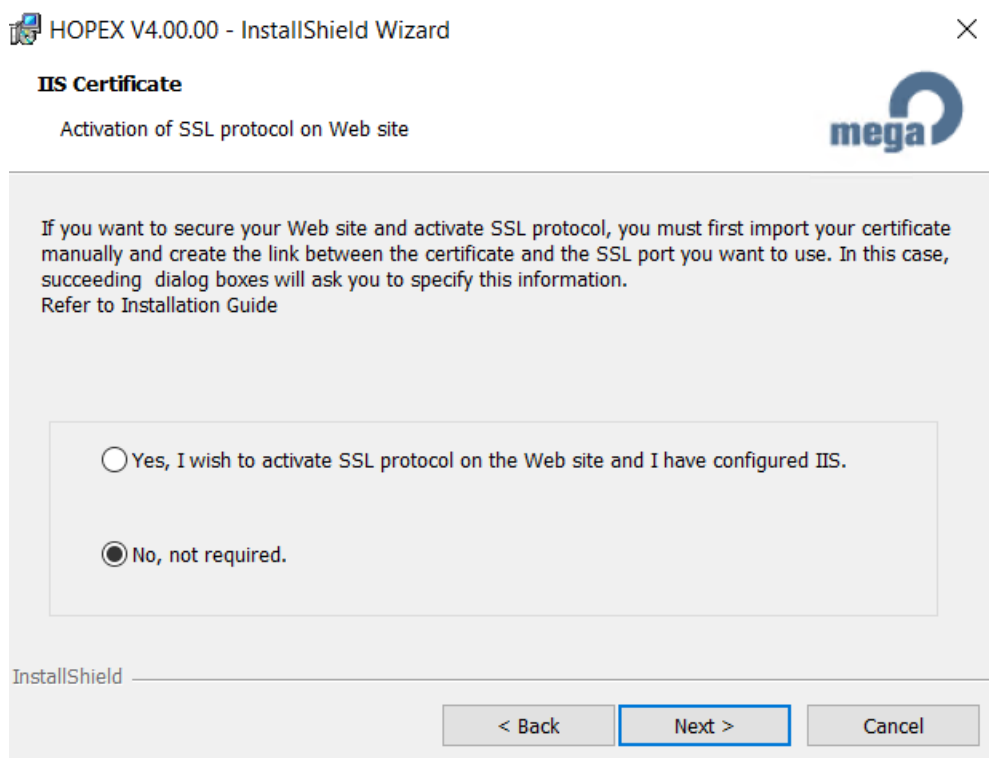 HOPEX V4.00.00 - InstallShield Wizard
IIS Certificate
Activation of SSL protocol on Web site
mega
If you want to secure your Web site and activate SSL protocol, you must first import your certificate
manually and create the link between the certificate and the SSL port you want to use. In this case,
succeeding  dialog boxes will ask you to specify this information.
Refer to Installation Guide
Yes, I wish to activate SSL protocol on the Web site and I have configured IIS.
No, not required.
InstallShield
< Back
Next >
Cancel